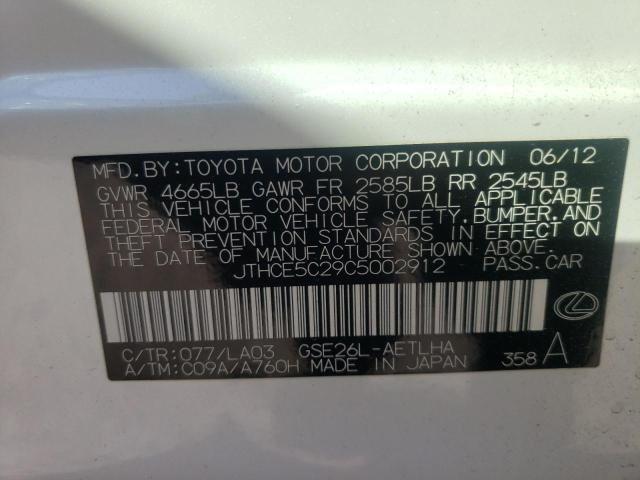 MFD. BY: TOYOTA MOTOR CORPORATION 06/12
GVWR 4665LB GAWR FR 2585LB RR 2545LB
THIS VEHICLE CONFORMS TO ALL APPLICABLE
FEDERAL MOTOR VEHICLE SAFETY, BUMPER, AND
THEFT PREVENTION STANDARDS IN EFFECT ON
THE DATE OF MANUFACTURE SHOWN ABOVE.
JTHCE5C29C5002912 PASS. CAR
C/TR: 077/LA03 GSE26L-AETLHA
A/TM: C09A/A760H MADE IN JAPAN 358 A